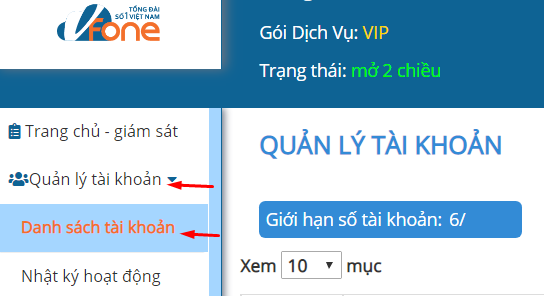 TỔNG ĐÀI
SỐ 1 VIỆT NAM
Vfone
Gói Dịch Vụ: VIP
Trạng thái: mở 2 chiều
Trang chủ - giám sát
Quản lý tài khoản
Danh sách tài khoản
Nhật ký hoạt động
QUẢN LÝ TÀI KHOẢN
Giới hạn số tài khoản: 6/
Xem 10 mục